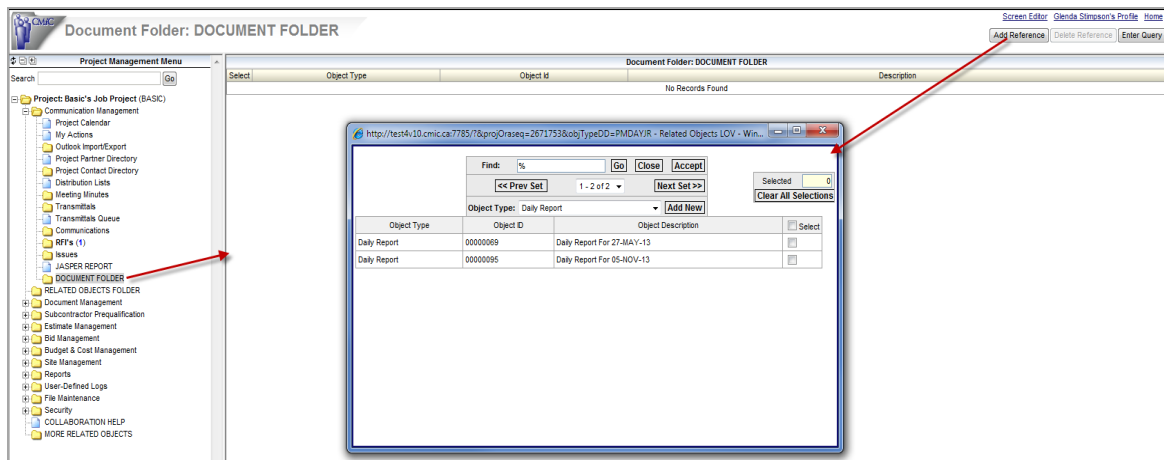 CMiC
Document Folder: DOCUMENT FOLDER
Screen Editor Glenda Stimpson's Profile Home
Add Reference Delete Reference Enter Query
Project Management Menu
Search Go
Project: Basic's Job Project (BASIC)
Communication Management
Project Calendar
My Actions
Outlook Import/Export
Project Partner Directory
Project Contact Directory
Distribution Lists
Meeting Minutes
Transmittals
Transmittals Queue
Communications
RFI's (1)
Issues
JASPER REPORT
DOCUMENT FOLDER
RELATED OBJECTS FOLDER
Document Management
Subcontractor Prequalification
Estimate Management
Bid Management
Budget & Cost Management
Site Management
Reports
User-Defined Logs
File Maintenance
Security
COLLABORATION HELP
MORE RELATED OBJECTS
Document Folder: DOCUMENT FOLDER
Select Object Type Object Id Description
No Records Found
http://test4v10.cmic.ca:7785/?&projOraseq=2671753&objTypeDD=PMDAYJR - Related Objects LOV - Win...
Find: % Go Close Accept
<< Prev Set 1 - 2 of 2 Next Set >>
Object Type: Daily Report Add New
Selected 0
Clear All Selections
Object Type Object ID Object Description Select
Daily Report 00000069 Daily Report For 27-MAY-13
Daily Report 00000095 Daily Report For 05-NOV-13